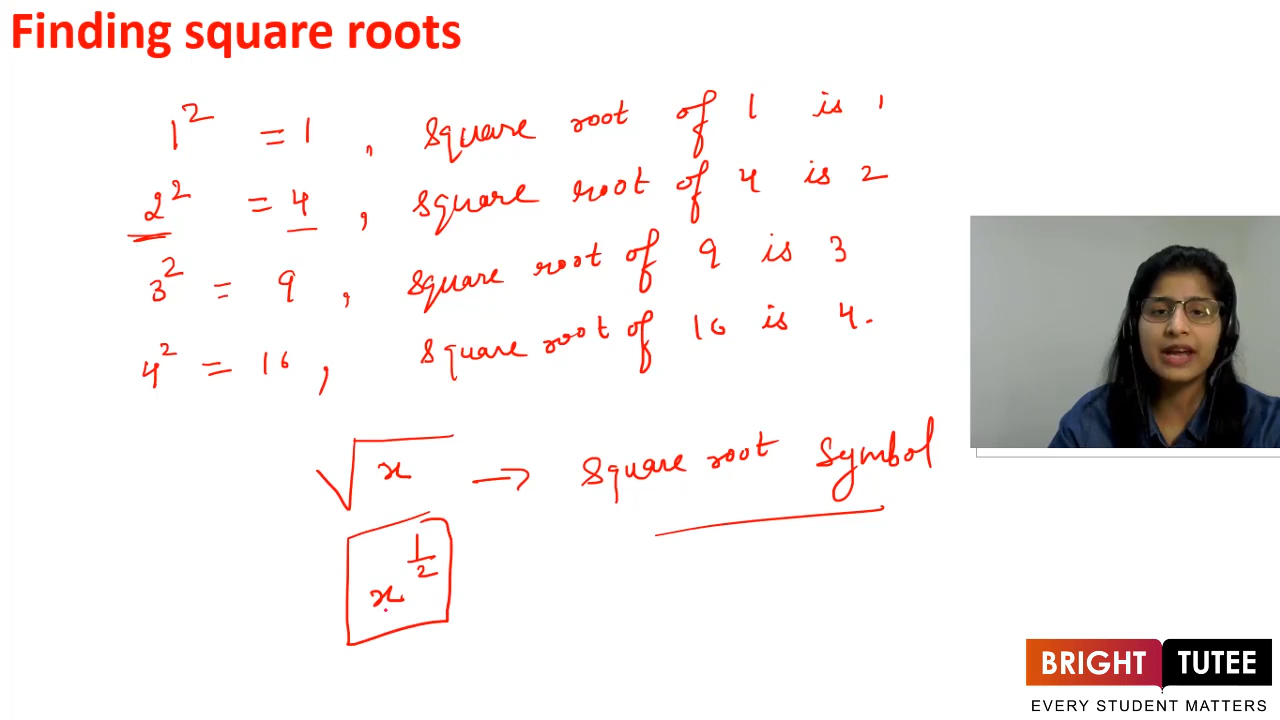 Finding square roots
1² = 1 , square root of 1 is 1
2² = 4 , square root of 4 is 2
3² = 9 , square root of 9 is 3
4² = 16 , square root of 16 is 4.
√x → square root symbol
x^(1/2)
BRIGHT TUTEE
EVERY STUDENT MATTERS